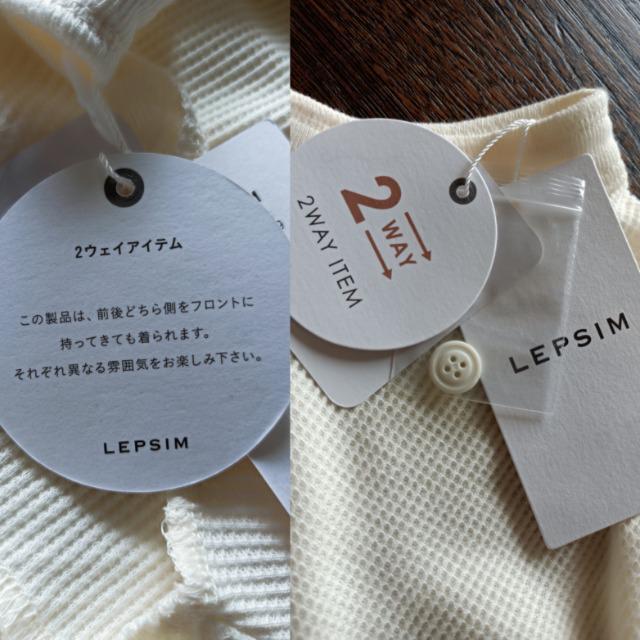 2ウェイアイテム
この製品は、前後どちら側をフロントに
持ってきても着られます。
それぞれ異なる雰囲気をお楽しみ下さい。
LEPSIM
2
WAY
2WAY ITEM
LEPSIM